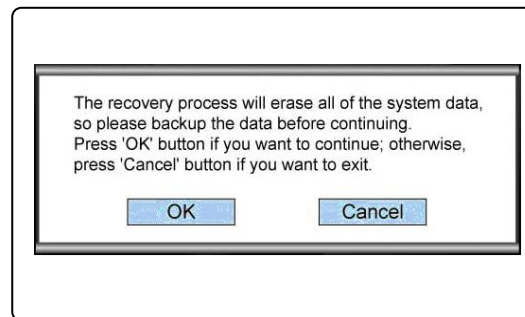 The recovery process will erase all of the system data,
so please backup the data before continuing.
Press 'OK' button if you want to continue; otherwise,
press 'Cancel' button if you want to exit.
OK
Cancel